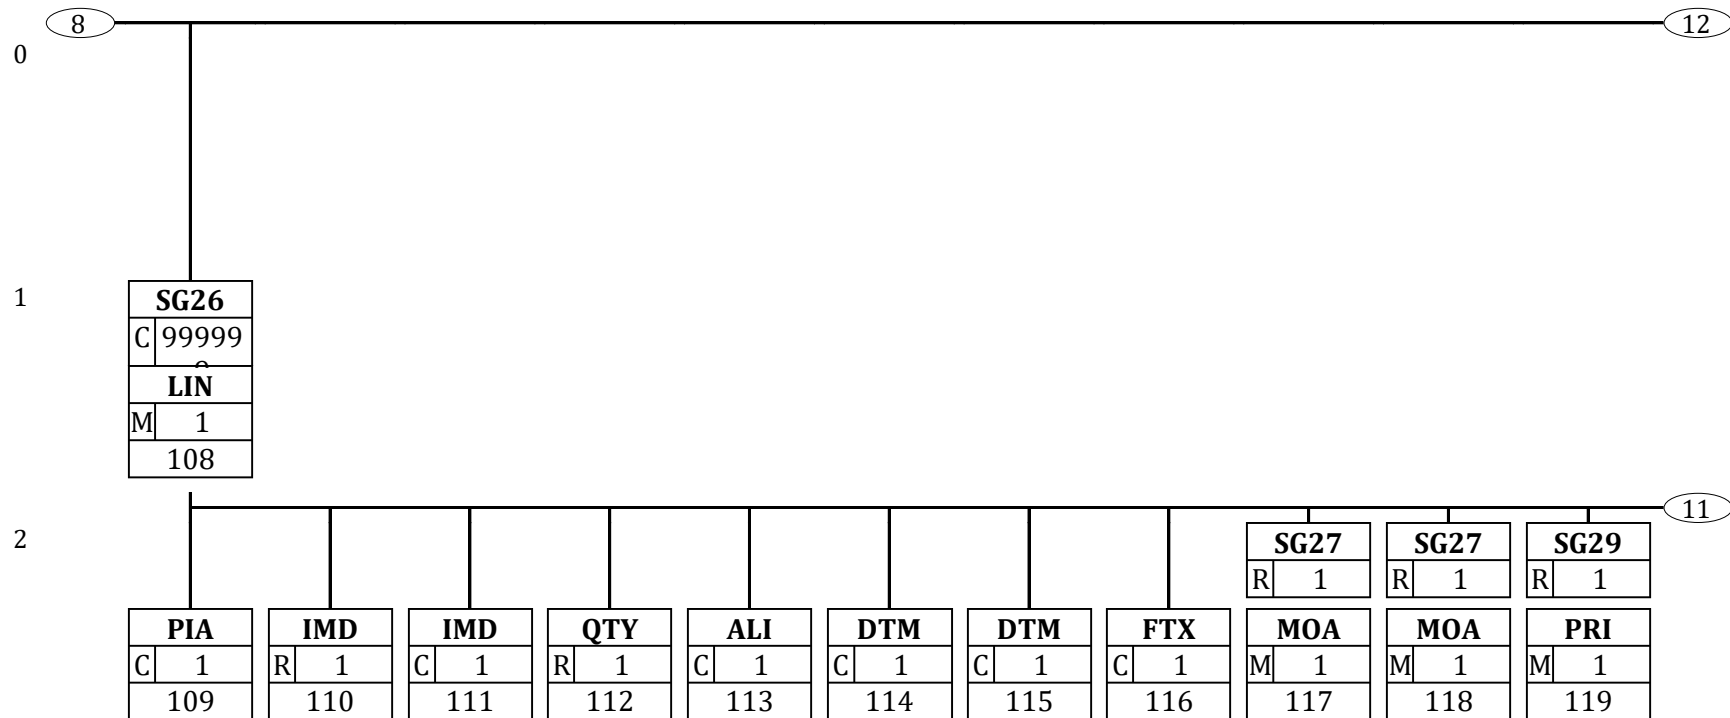 8 12
0
1 SG26
C 99999
LIN
M 1
108
11
2
SG27 SG27 SG29
R 1 R 1 R 1
PIA IMD IMD QTY ALI DTM DTM FTX MOA MOA PRI
C 1 R 1 C 1 R 1 C 1 C 1 C 1 C 1 M 1 M 1 M 1
109 110 111 112 113 114 115 116 117 118 119